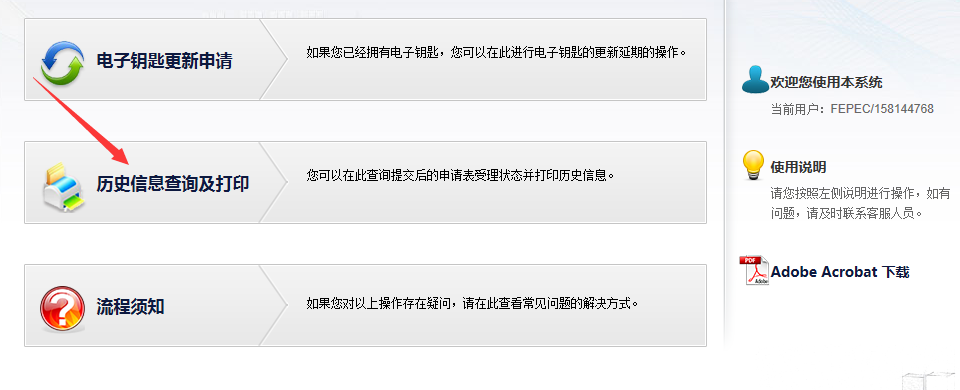 电子钥匙更新申请
如果您已经拥有电子钥匙，您可以在此进行电子钥匙的更新延期的操作。
历史信息查询及打印
您可以在此查询提交后的申请表受理状态并打印历史信息。
流程须知
如果您对以上操作存在疑问，请在此查看常见问题的解决方式。
欢迎您使用本系统
当前用户：FEPEC/158144768
使用说明
请您按照左侧说明进行操作，如有
问题，请及时联系客服人员。
PDF
Adobe
Adobe Acrobat 下载